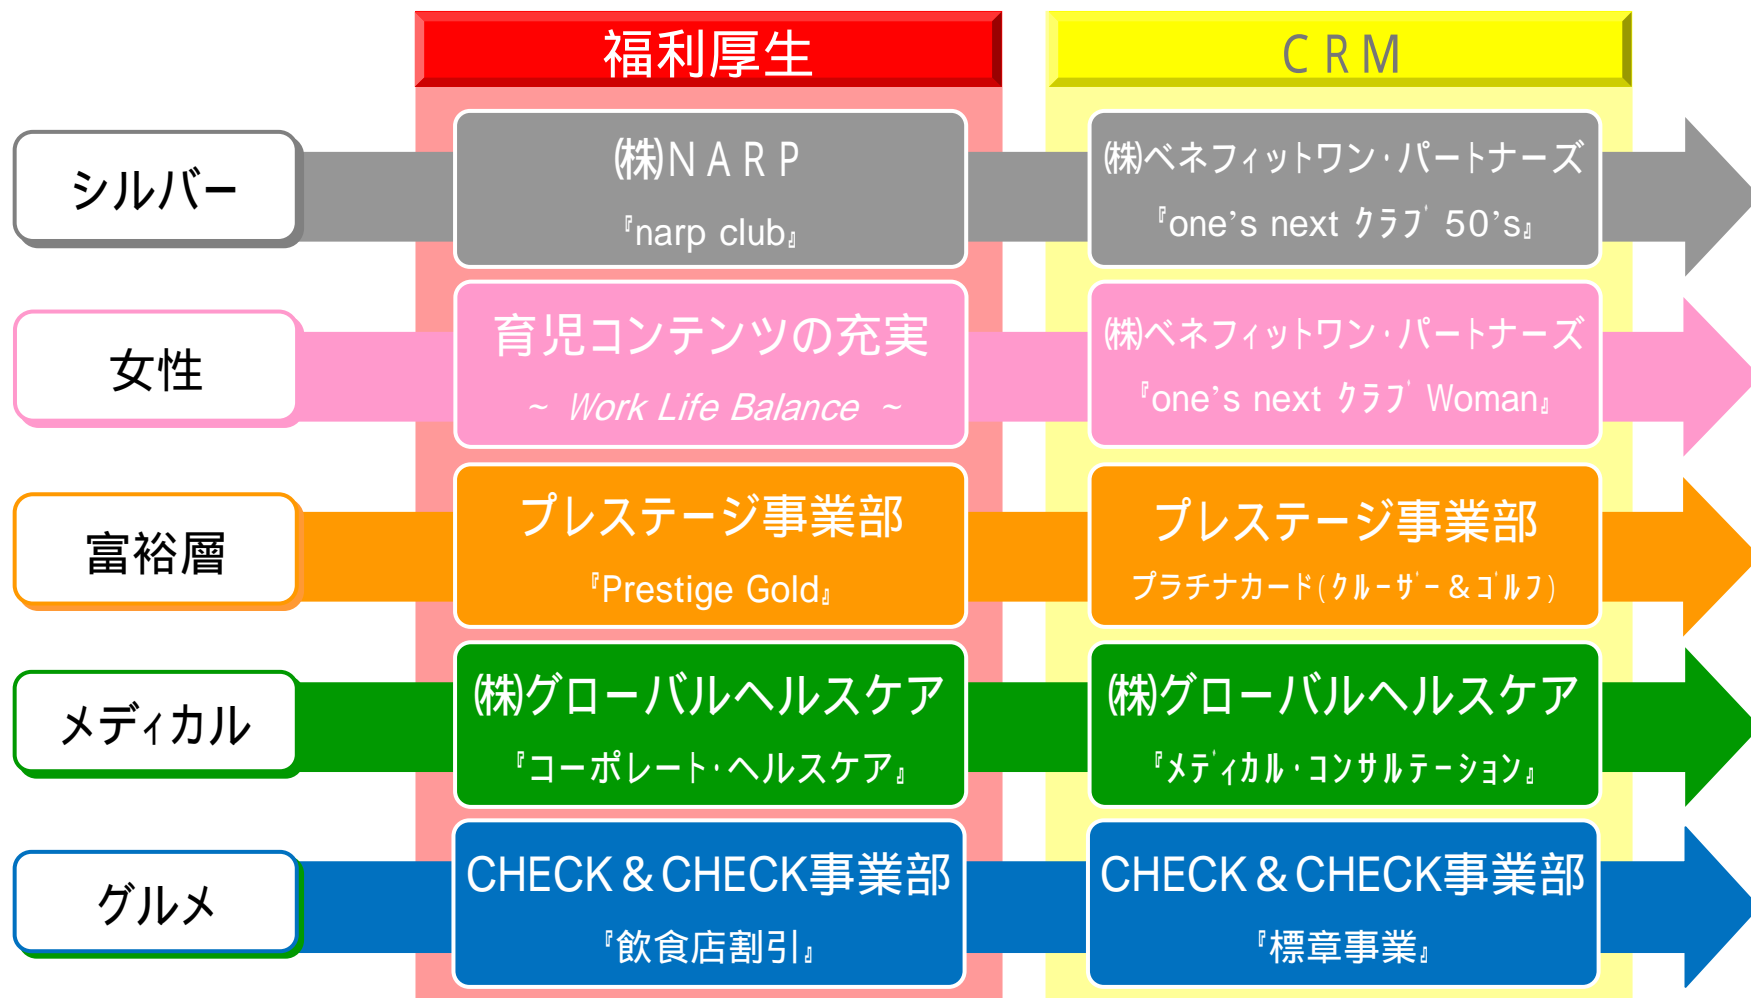 福利厚生
ＣＲＭ
シルバー
㈱ＮＡＲＰ
『narp club』
㈱ベネフィットワン・パートナーズ
『one’s next ｸﾗﾌﾞ 50’s』
女性
育児コンテンツの充実
～ Work Life Balance ～
㈱ベネフィットワン・パートナーズ
『one’s next ｸﾗﾌﾞ Woman』
富裕層
プレステージ事業部
『Prestige Gold』
プレステージ事業部
プラチナカード(ｸﾙｰｻﾞｰ＆ｺﾞﾙﾌ)
メディカル
㈱グローバルヘルスケア
『コーポレート・ヘルスケア』
㈱グローバルヘルスケア
『ﾒﾃﾞｨｶﾙ・ｺﾝｻﾙﾃｰｼｮﾝ』
グルメ
CHECK＆CHECK事業部
『飲食店割引』
CHECK＆CHECK事業部
『標章事業』